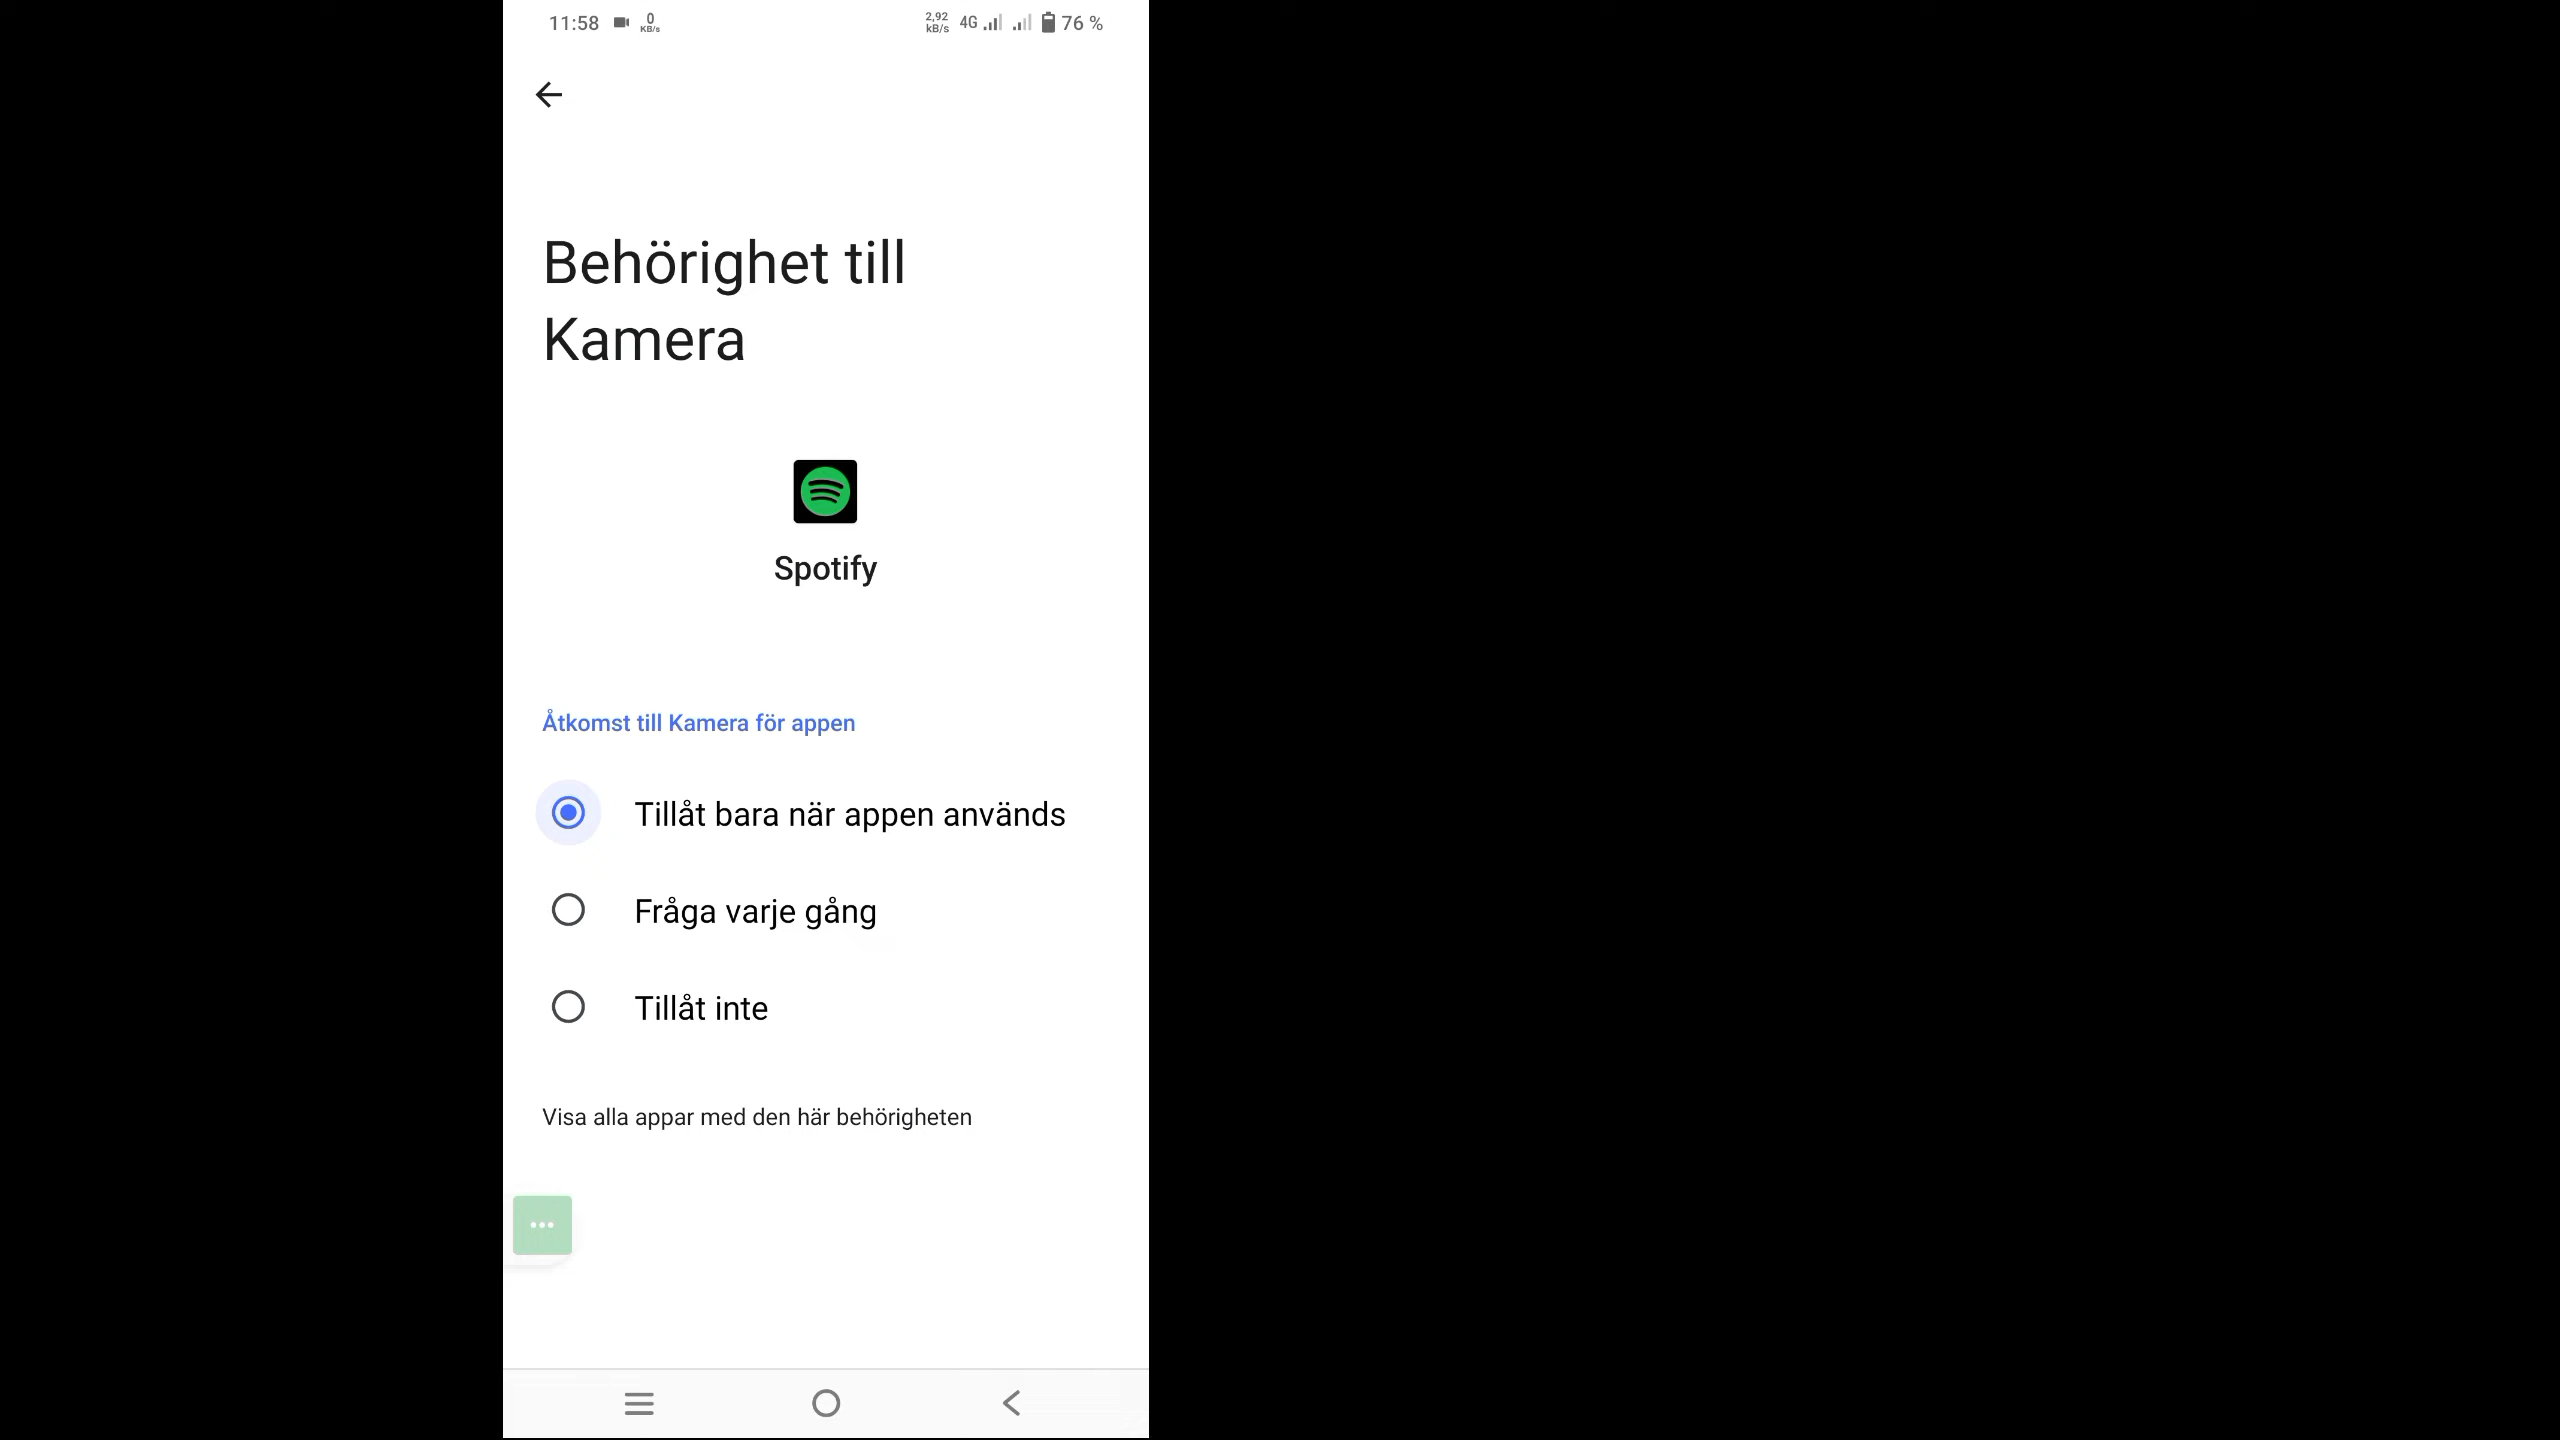 11:58 0 KB/s 2,92 kB/s 4G 76 %
Behörighet till
Kamera
Spotify
Åtkomst till Kamera för appen
Tillåt bara när appen används
Fråga varje gång
Tillåt inte
Visa alla appar med den här behörigheten